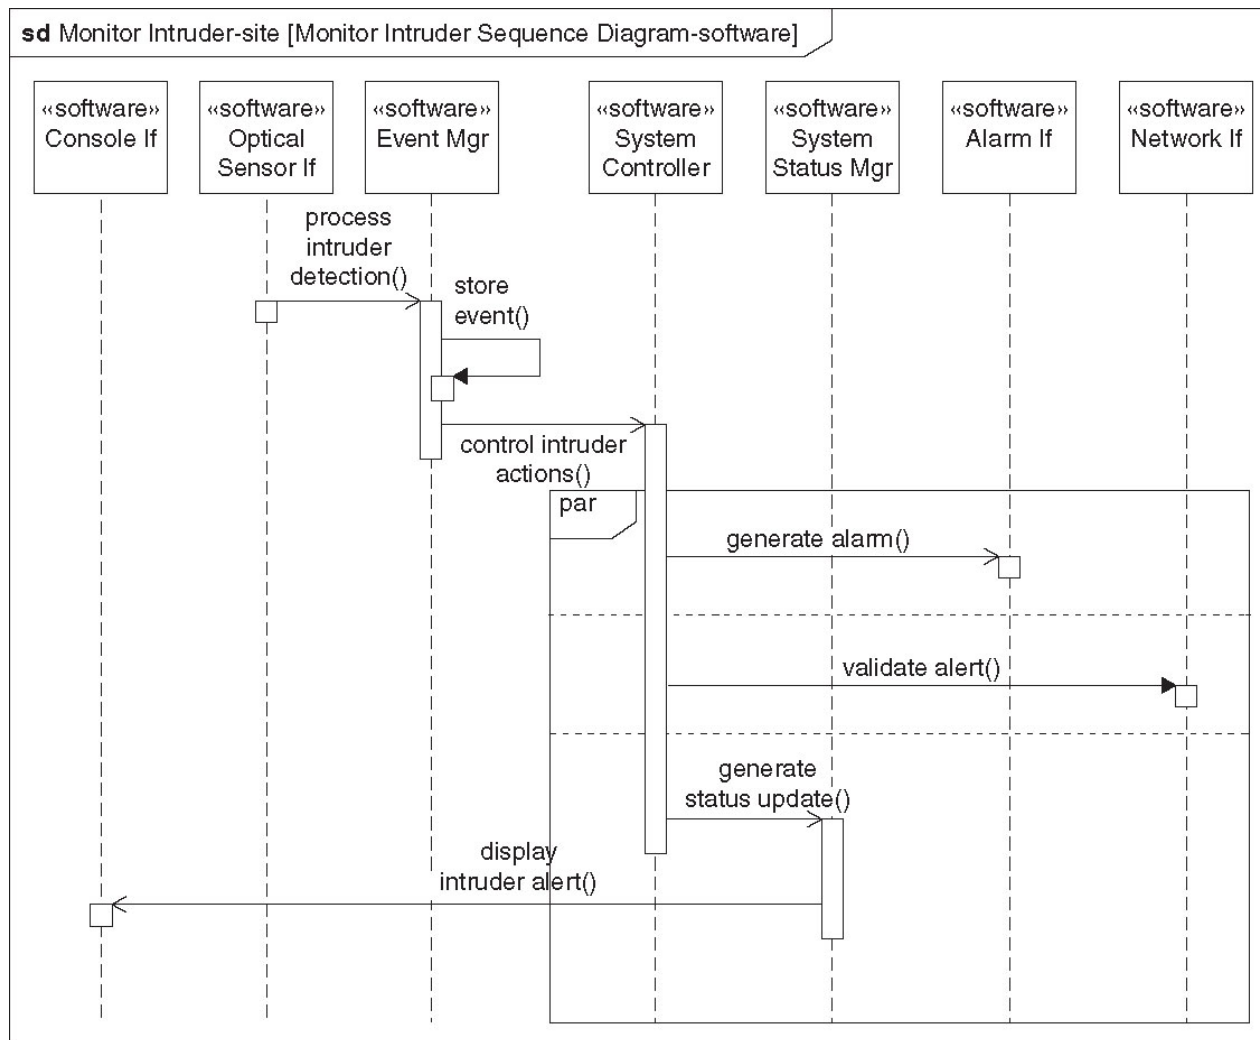 sd Monitor Intruder-site [Monitor Intruder Sequence Diagram-software]
«software»
Console If
«software»
Optical
Sensor If
«software»
Event Mgr
«software»
System
Controller
«software»
System
Status Mgr
«software»
Alarm If
«software»
Network If
process
intruder
detection()
store
event()
control intruder
actions()
par
generate alarm()
validate alert()
generate
status update()
display
intruder alert()